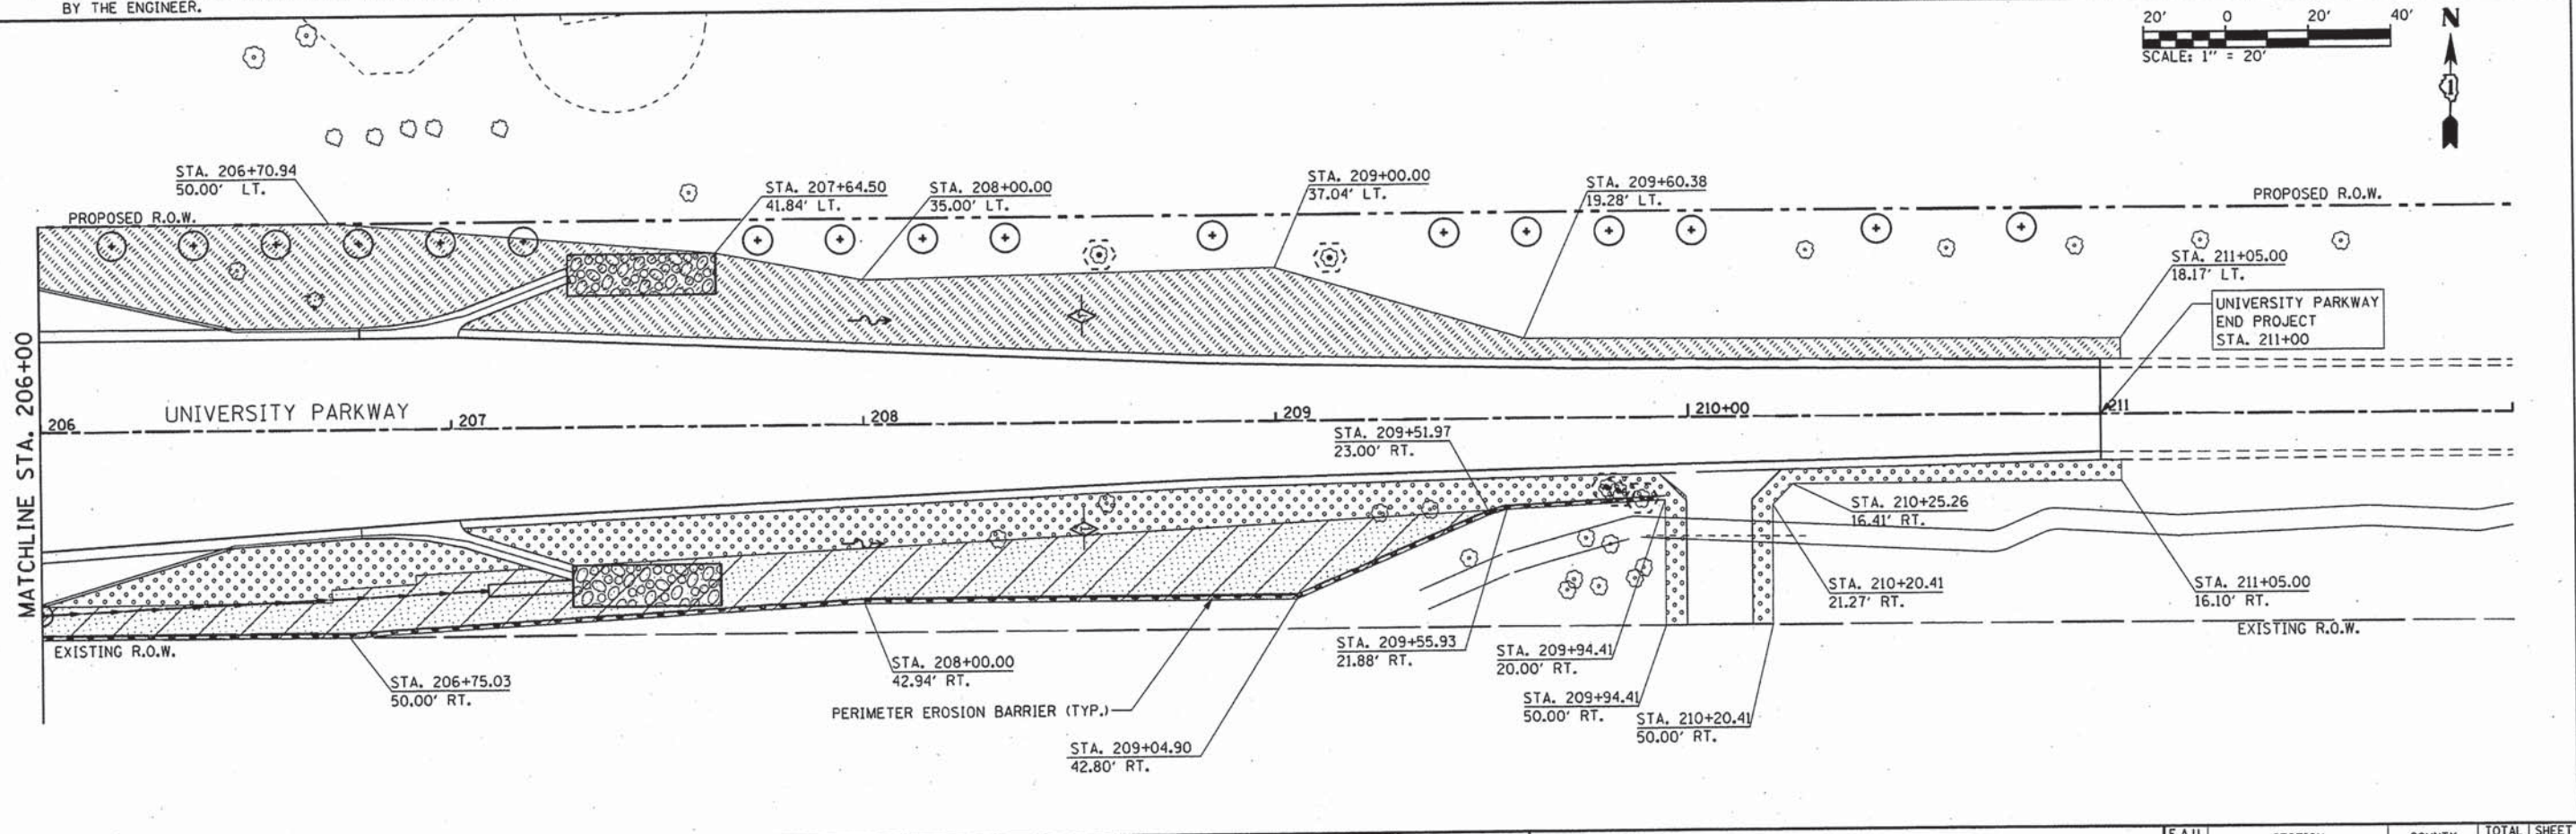 BY THE ENGINEER.
20' 0 20' 40'
SCALE: 1" = 20'
N
STA. 206+70.94
50.00' LT.
STA. 207+64.50
41.84' LT.
STA. 208+00.00
35.00' LT.
STA. 209+00.00
37.04' LT.
STA. 209+60.38
19.28' LT.
PROPOSED R.O.W.
PROPOSED R.O.W.
STA. 211+05.00
18.17' LT.
UNIVERSITY PARKWAY
END PROJECT
STA. 211+00
MATCHLINE STA. 206+00
UNIVERSITY PARKWAY
206
207
208
209
210+00
211
STA. 209+51.97
23.00' RT.
STA. 210+25.26
16.41' RT.
STA. 210+20.41
21.27' RT.
STA. 211+05.00
16.10' RT.
EXISTING R.O.W.
EXISTING R.O.W.
STA. 206+75.03
50.00' RT.
STA. 208+00.00
42.94' RT.
PERIMETER EROSION BARRIER (TYP.)
STA. 209+04.90
42.80' RT.
STA. 209+55.93
21.88' RT.
STA. 209+94.41
20.00' RT.
STA. 209+94.41
50.00' RT.
STA. 210+20.41
50.00' RT.
TOTAL SHEET